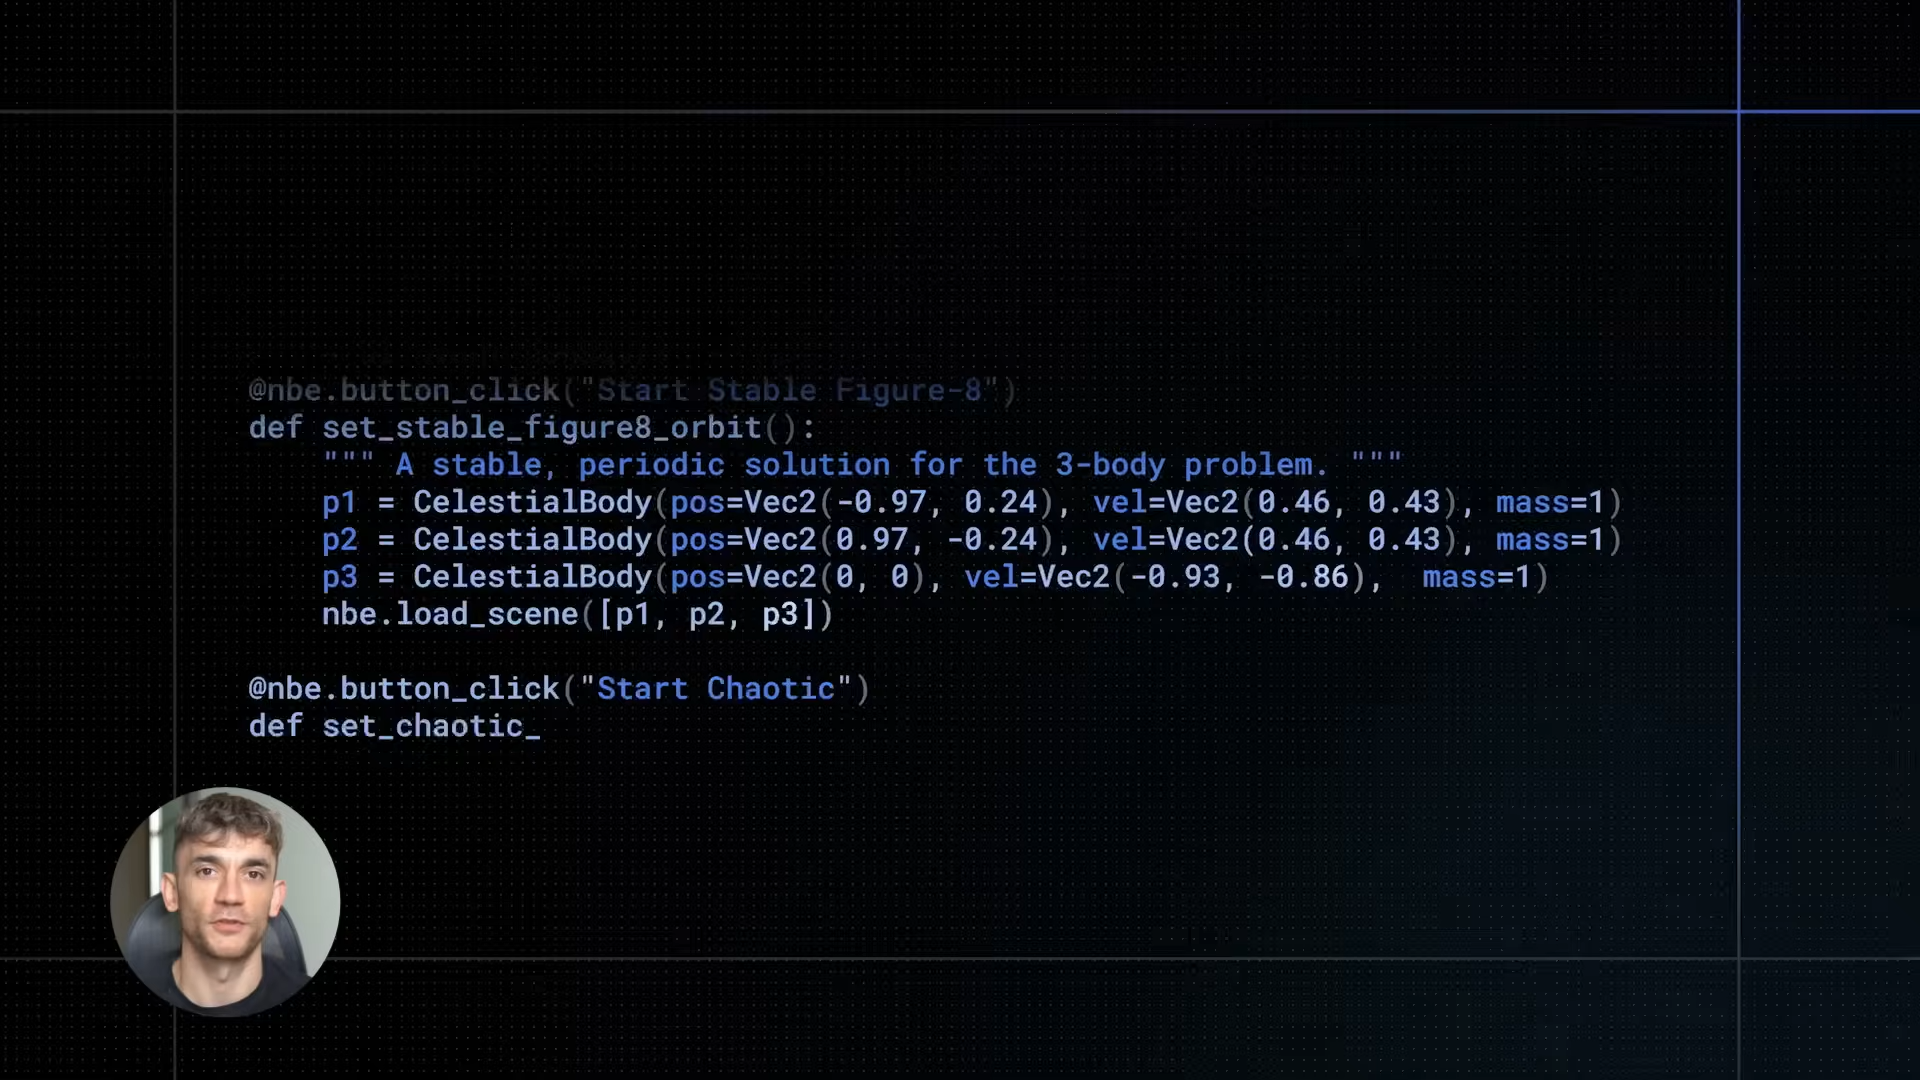 @nbe.button_click("Start Stable Figure-8")
def set_stable_figure8_orbit():
    """ A stable, periodic solution for the 3-body problem. """
    p1 = CelestialBody(pos=Vec2(-0.97, 0.24), vel=Vec2(0.46, 0.43), mass=1)
    p2 = CelestialBody(pos=Vec2(0.97, -0.24), vel=Vec2(0.46, 0.43), mass=1)
    p3 = CelestialBody(pos=Vec2(0, 0), vel=Vec2(-0.93, -0.86),  mass=1)
    nbe.load_scene([p1, p2, p3])
@nbe.button_click("Start Chaotic")
def set_chaotic_